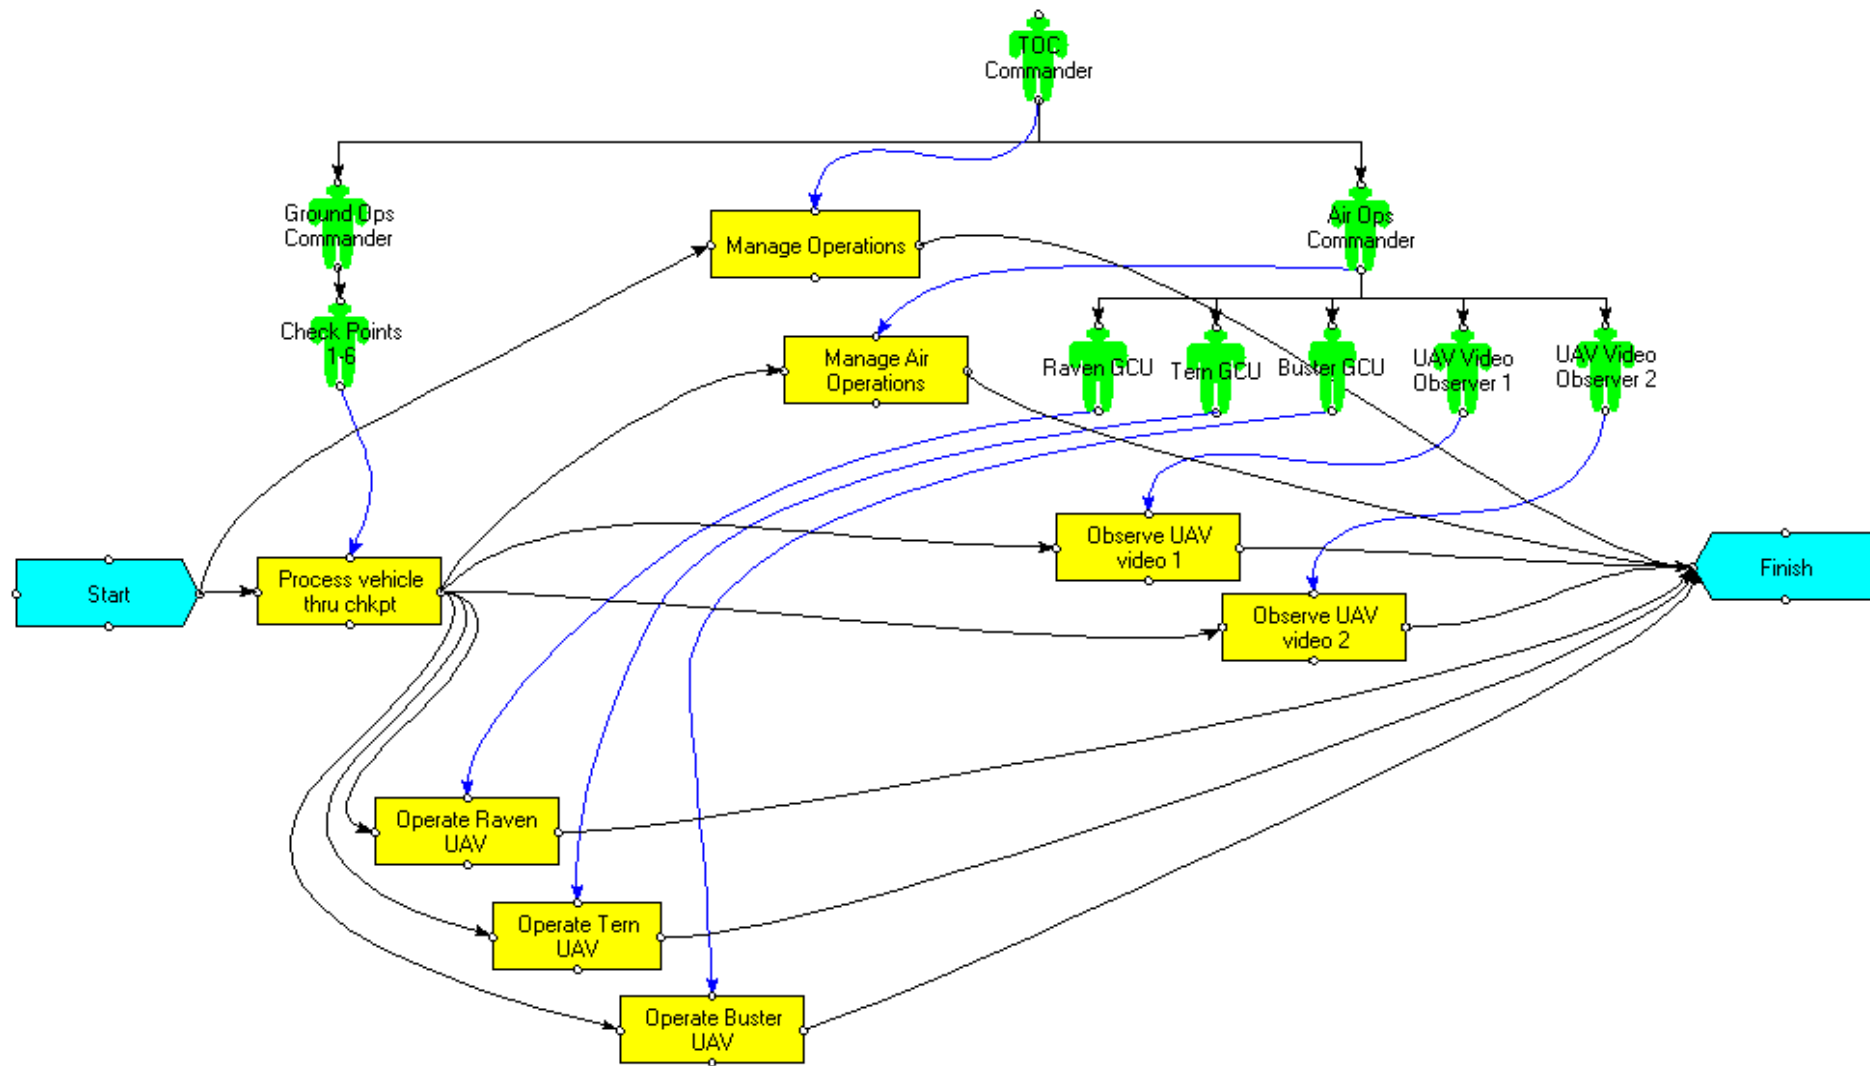 TOC
Commander
Ground Ops
Commander
Air Ops
Commander
Manage Operations
Check Points
1-6
Manage Air
Operations
Raven GCU
Tern GCU
Buster GCU
UAV Video
Observer 1
UAV Video
Observer 2
Observe UAV
video 1
Start
Process vehicle
thru chkpt
Finish
Observe UAV
video 2
Operate Raven
UAV
Operate Tern
UAV
Operate Buster
UAV